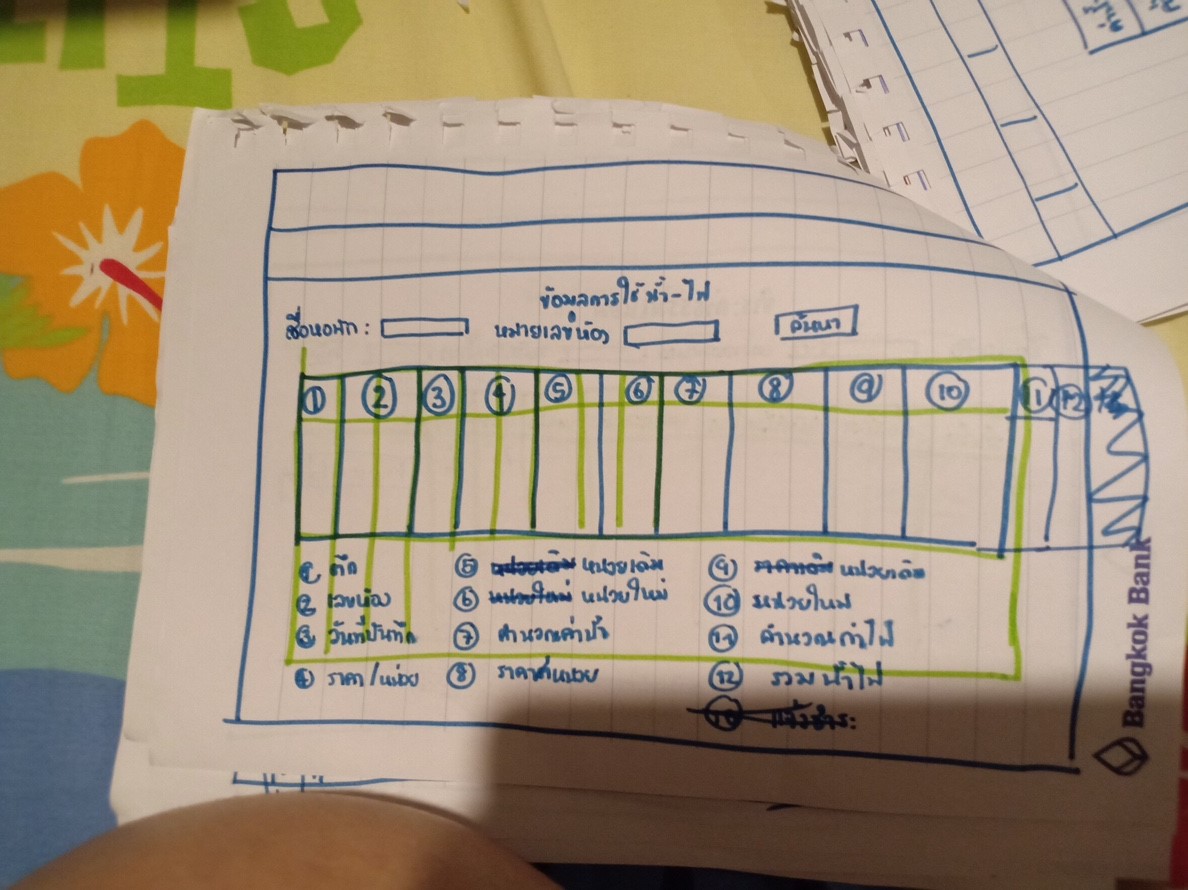 ข้อมูลการใช้น้ำ-ไฟ
ชื่อหอพัก : หมายเลขห้อง ค้นหา
1 2 3 4 5 6 7 8 9 10 11 12
1 ตึก
2 เลขห้อง
3 วันที่บันทึก
4 ราคา/หน่วย
5 หน่วยเดิม หน่วยเดิม
6 หน่วยใหม่ หน่วยใหม่
7 คำนวณค่าน้ำ
8 ราคาต่อหน่วย
9 ราคาเดิม หน่วยเดิม
10 หน่วยใหม่
11 คำนวณค่าไฟ
12 รวมน้ำไฟ
Bangkok Bank